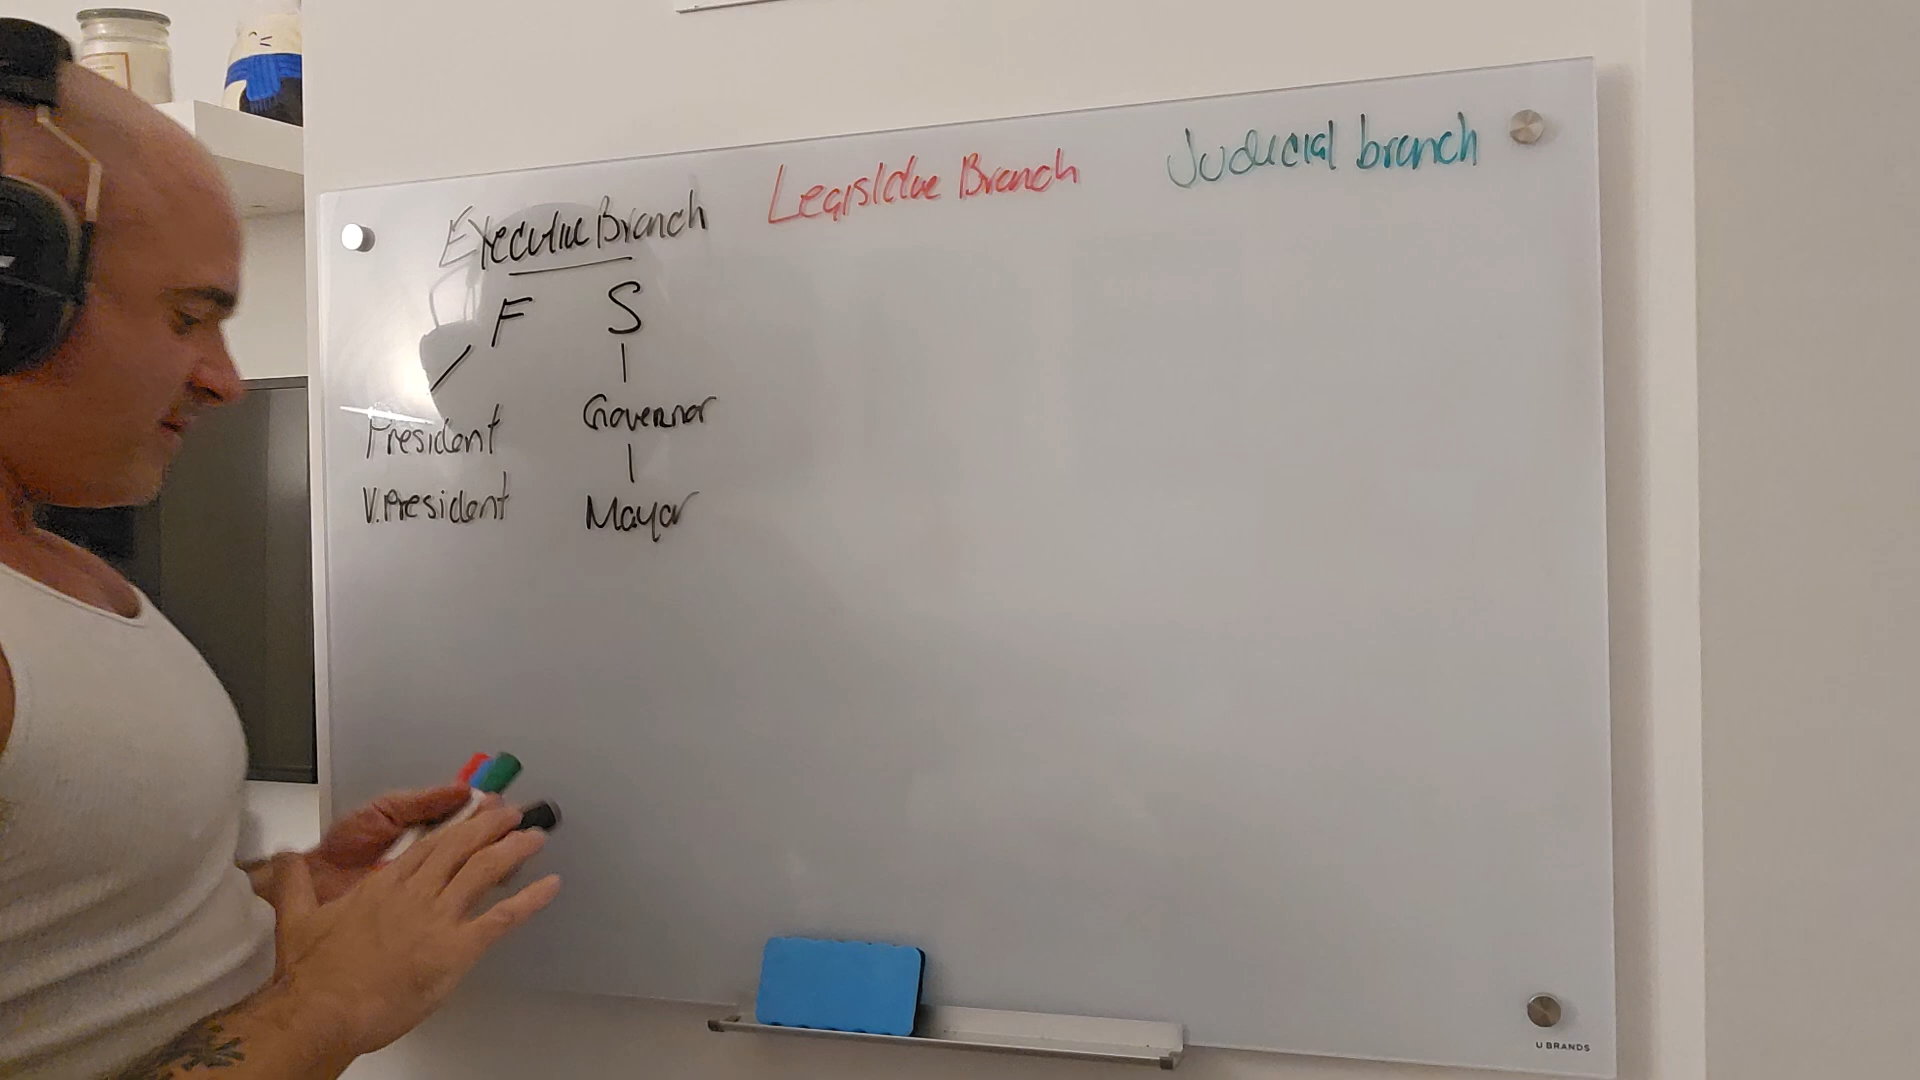 Executive Branch
Legislative Branch
Judicial branch
F S
President
Governor
V.President
Mayor
U BRANDS